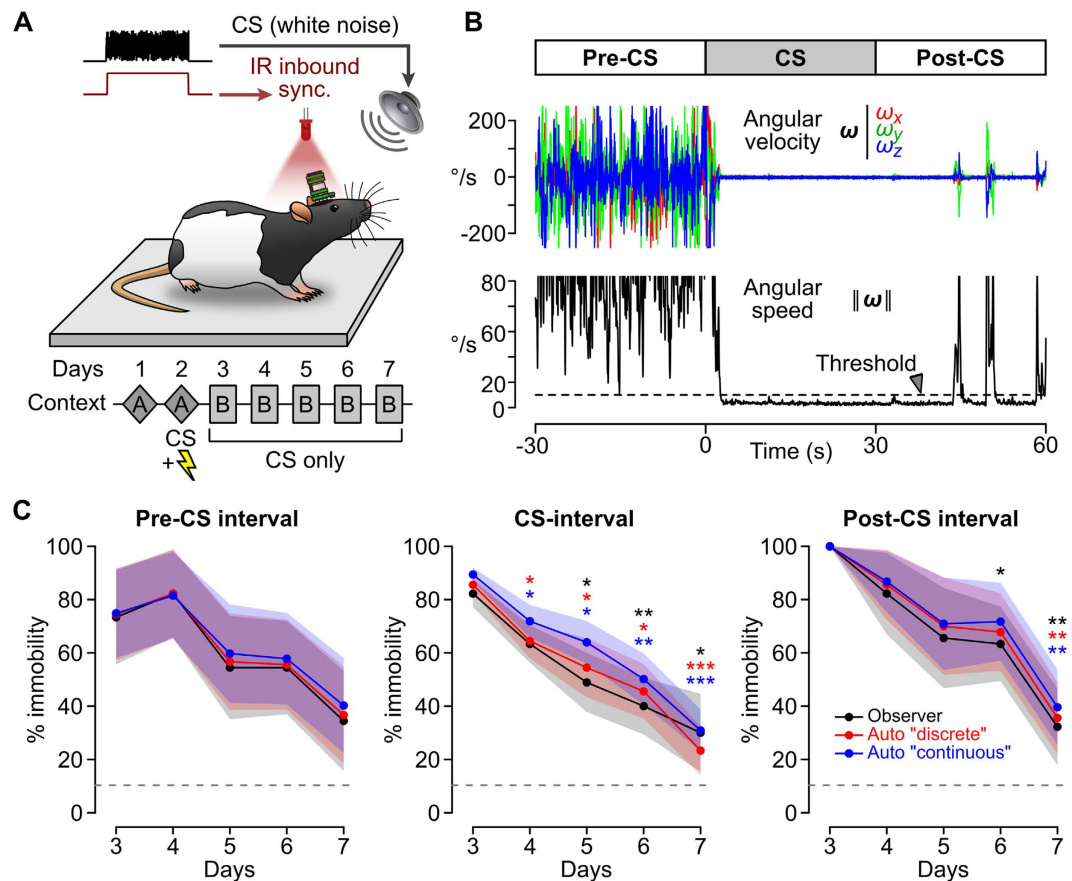 A
CS (white noise)
IR inbound
sync.
Days 1 2 3 4 5 6 7
Context A A B B B B B
CS
+
CS only
B
Pre-CS CS Post-CS
Angular
velocity
ω
ωx
ωy
ωz
200
°/s 0
-200
Angular
speed
‖ω‖
80
60
°/s
20
0
Threshold
-30 0 30 60
Time (s)
C
Pre-CS interval
% immobility
100
80
60
40
20
0
3 4 5 6 7
Days
CS-interval
% immobility
100
80
60
40
20
0
* * ** *
* * * ***
* * ** ***
3 4 5 6 7
Days
Post-CS interval
% immobility
100
80
60
40
20
0
* **
**
**
Observer
Auto "discrete"
Auto "continuous"
3 4 5 6 7
Days